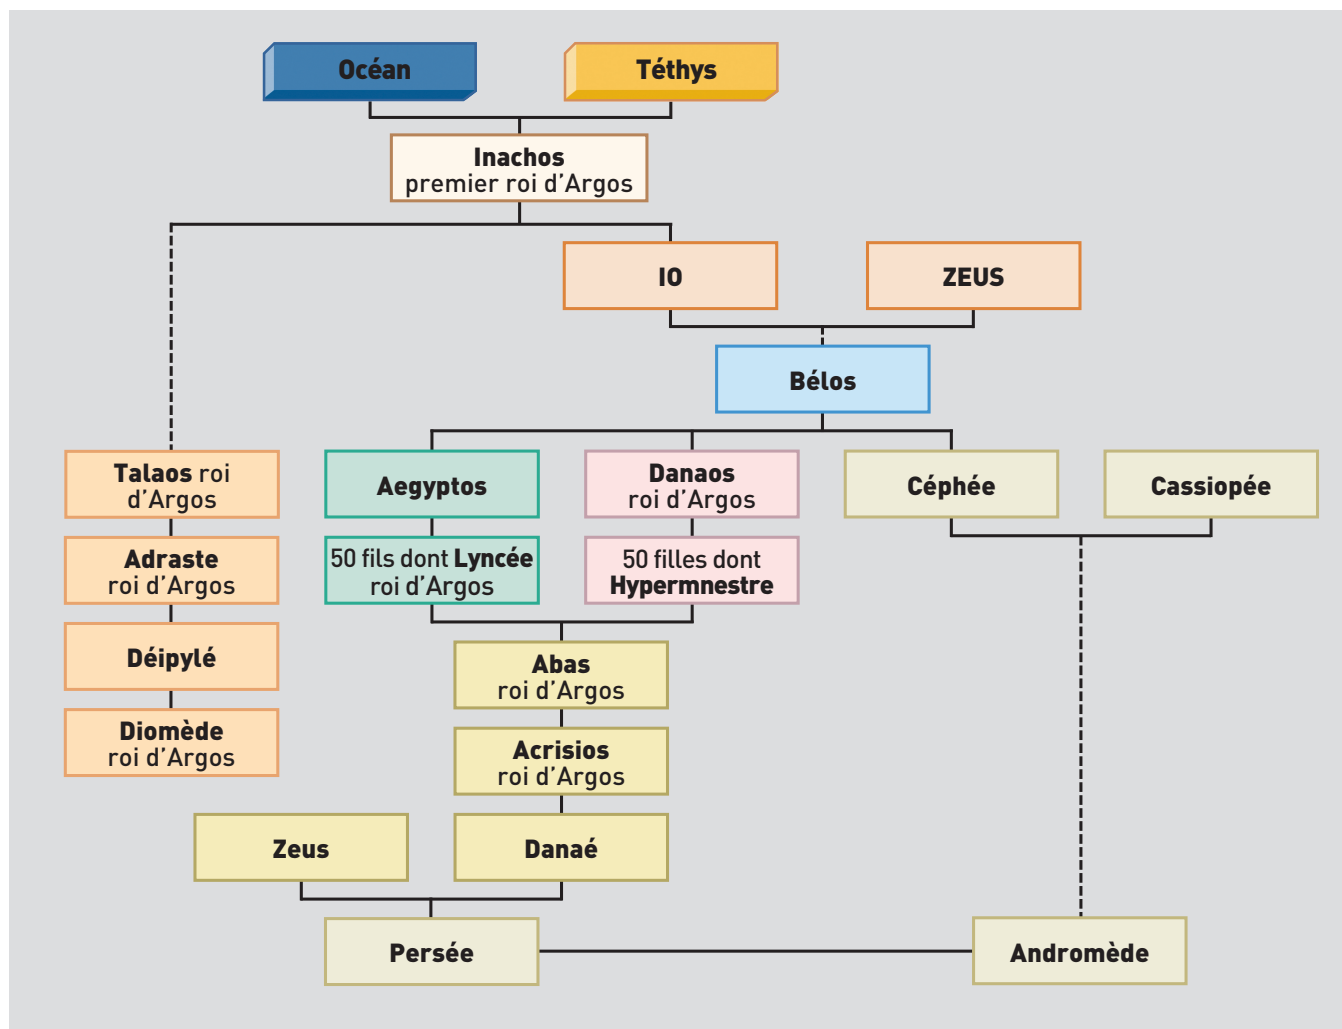 Océan
Téthys
Inachos
premier roi d'Argos
IO
ZEUS
Bélos
Talaos roi
d'Argos
Aegyptos
Danaos
roi d'Argos
Céphée
Cassiopée
Adraste
roi d'Argos
50 fils dont Lyncée
roi d'Argos
50 filles dont
Hypermnestre
Déipylé
Abas
roi d'Argos
Diomède
roi d'Argos
Acrisios
roi d'Argos
Zeus
Danaé
Persée
Andromède